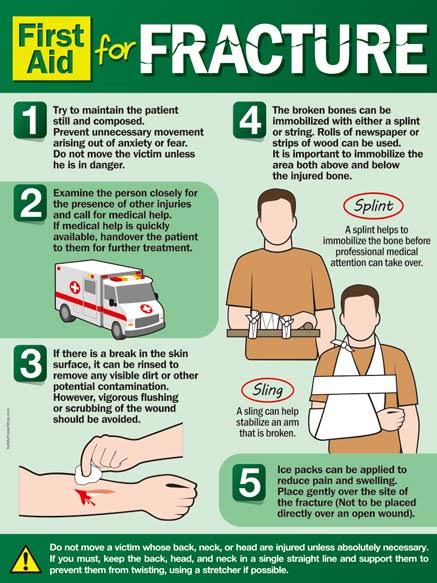 First
Aid
for FRACTURE
1
Try to maintain the patient
still and composed.
Prevent unnecessary movement
arising out of anxiety or fear.
Do not move the victim unless
he is in danger.
2
Examine the person closely for
the presence of other injuries
and call for medical help.
If medical help is quickly
available, handover the patient
to them for further treatment.
3
If there is a break in the skin
surface, it can be rinsed to
remove any visible dirt or other
potential contamination.
However, vigorous flushing
or scrubbing of the wound
should be avoided.
4
The broken bones can be
immobilized with either a splint
or string. Rolls of newspaper or
strips of wood can be used.
It is important to immobilize the
area both above and below
the injured bone.
Splint
A splint helps to
immobilize the bone before
professional medical
attention can take over.
Sling
A sling can help
stabilize an arm
that is broken.
5
Ice packs can be applied to
reduce pain and swelling.
Place gently over the site of
the fracture (Not to be placed
directly over an open wound).
Do not move a victim whose back, neck, or head are injured unless absolutely necessary.
If you must, keep the back, head, and neck in a single straight line and support them to
prevent them from twisting, using a stretcher if possible.